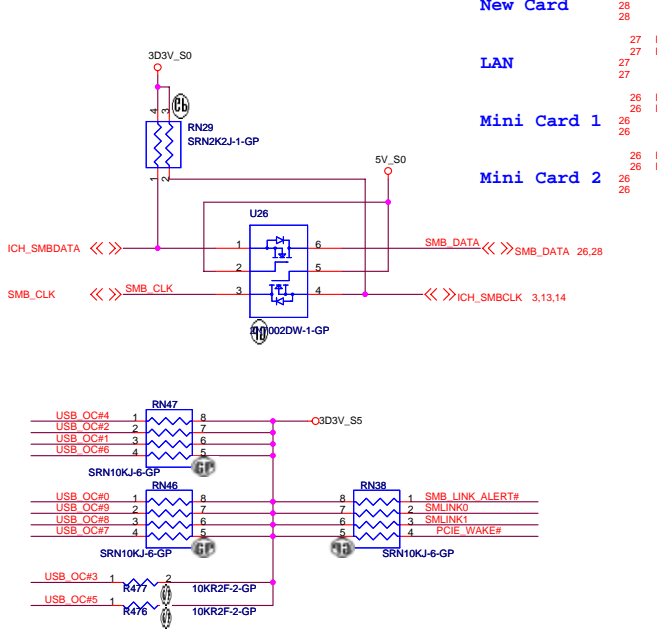 New Card 28
28
27
27
LAN 27
27
26
26
Mini Card 1 26
26
26
26
Mini Card 2 26
26
3D3V_S0
4 3
RN29
SRN2K2J-1-GP
1 2
5V_S0
U26
ICH_SMBDATA 1 6 SMB_DATA SMB_DATA 26,28
2 5
SMB_CLK SMB_CLK 3 4 ICH_SMBCLK 3,13,14
2N7002DW-1-GP
RN47
USB_OC#4 1 8 3D3V_S5
USB_OC#2 2 7
USB_OC#1 3 6
USB_OC#6 4 5
SRN10KJ-6-GP GP
RN46 RN38
USB_OC#0 1 8 8 1 SMB_LINK_ALERT#
USB_OC#9 2 7 7 2 SMLINK0
USB_OC#8 3 6 6 3 SMLINK1
USB_OC#7 4 5 5 4 PCIE_WAKE#
SRN10KJ-6-GP GP GP SRN10KJ-6-GP
USB_OC#3 1 2
R477 10KR2F-2-GP
USB_OC#5 1
R476 10KR2F-2-GP